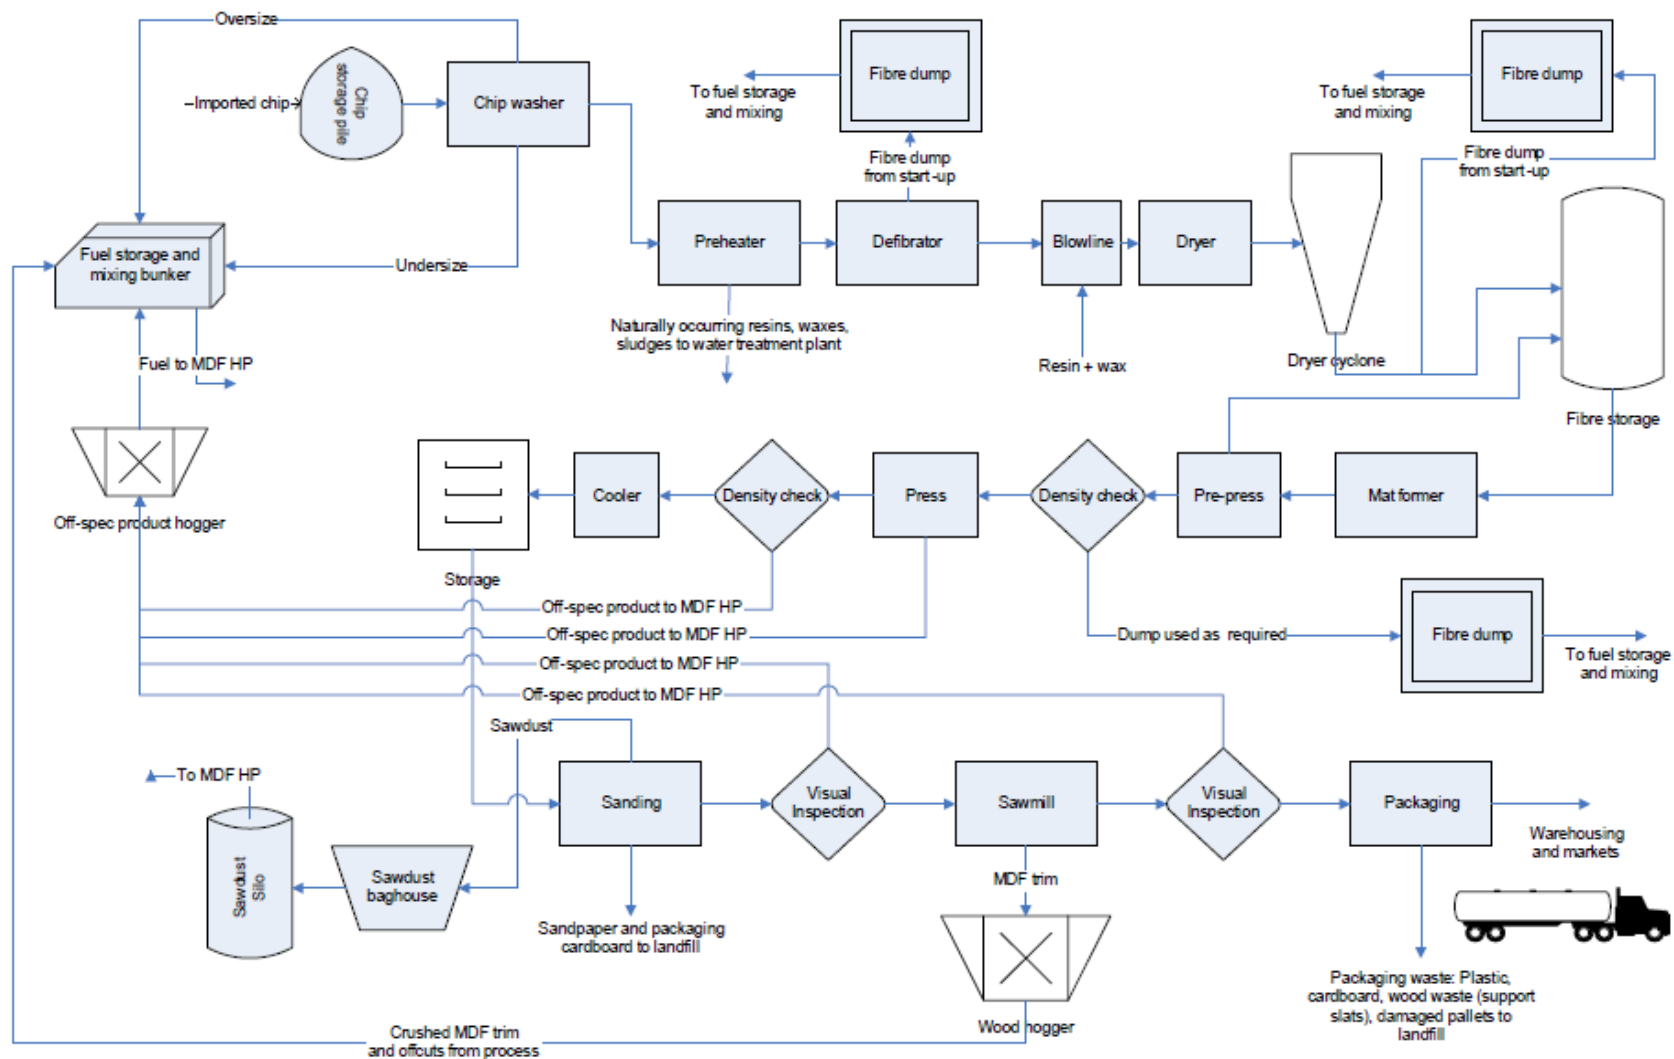 Oversize
Imported chip
Chip
storage pile
Chip washer
To fuel storage
and mixing
Fibre dump
Fibre dump
from start-up
To fuel storage
and mixing
Fibre dump
Fibre dump
from start-up
Fuel storage and
mixing bunker
Undersize
Preheater
Defibrator
Blowline
Dryer
Naturally occurring resins, waxes,
sludges to water treatment plant
Resin + wax
Dryer cyclone
Fibre storage
Fuel to MDF HP
Off-spec product hogger
Storage
Cooler
Density check
Press
Density check
Pre-press
Mat former
Off-spec product to MDF HP
Off-spec product to MDF HP
Off-spec product to MDF HP
Off-spec product to MDF HP
Dump used as required
Fibre dump
To fuel storage
and mixing
Sawdust
To MDF HP
Sawdust
Silo
Sawdust
baghouse
Sanding
Visual
Inspection
Sawmill
Visual
Inspection
Packaging
Warehousing
and markets
Sandpaper and packaging
cardboard to landfill
MDF trim
Wood hogger
Packaging waste: Plastic,
cardboard, wood waste (support
slats), damaged pallets to
landfill
Crushed MDF trim
and offcuts from process